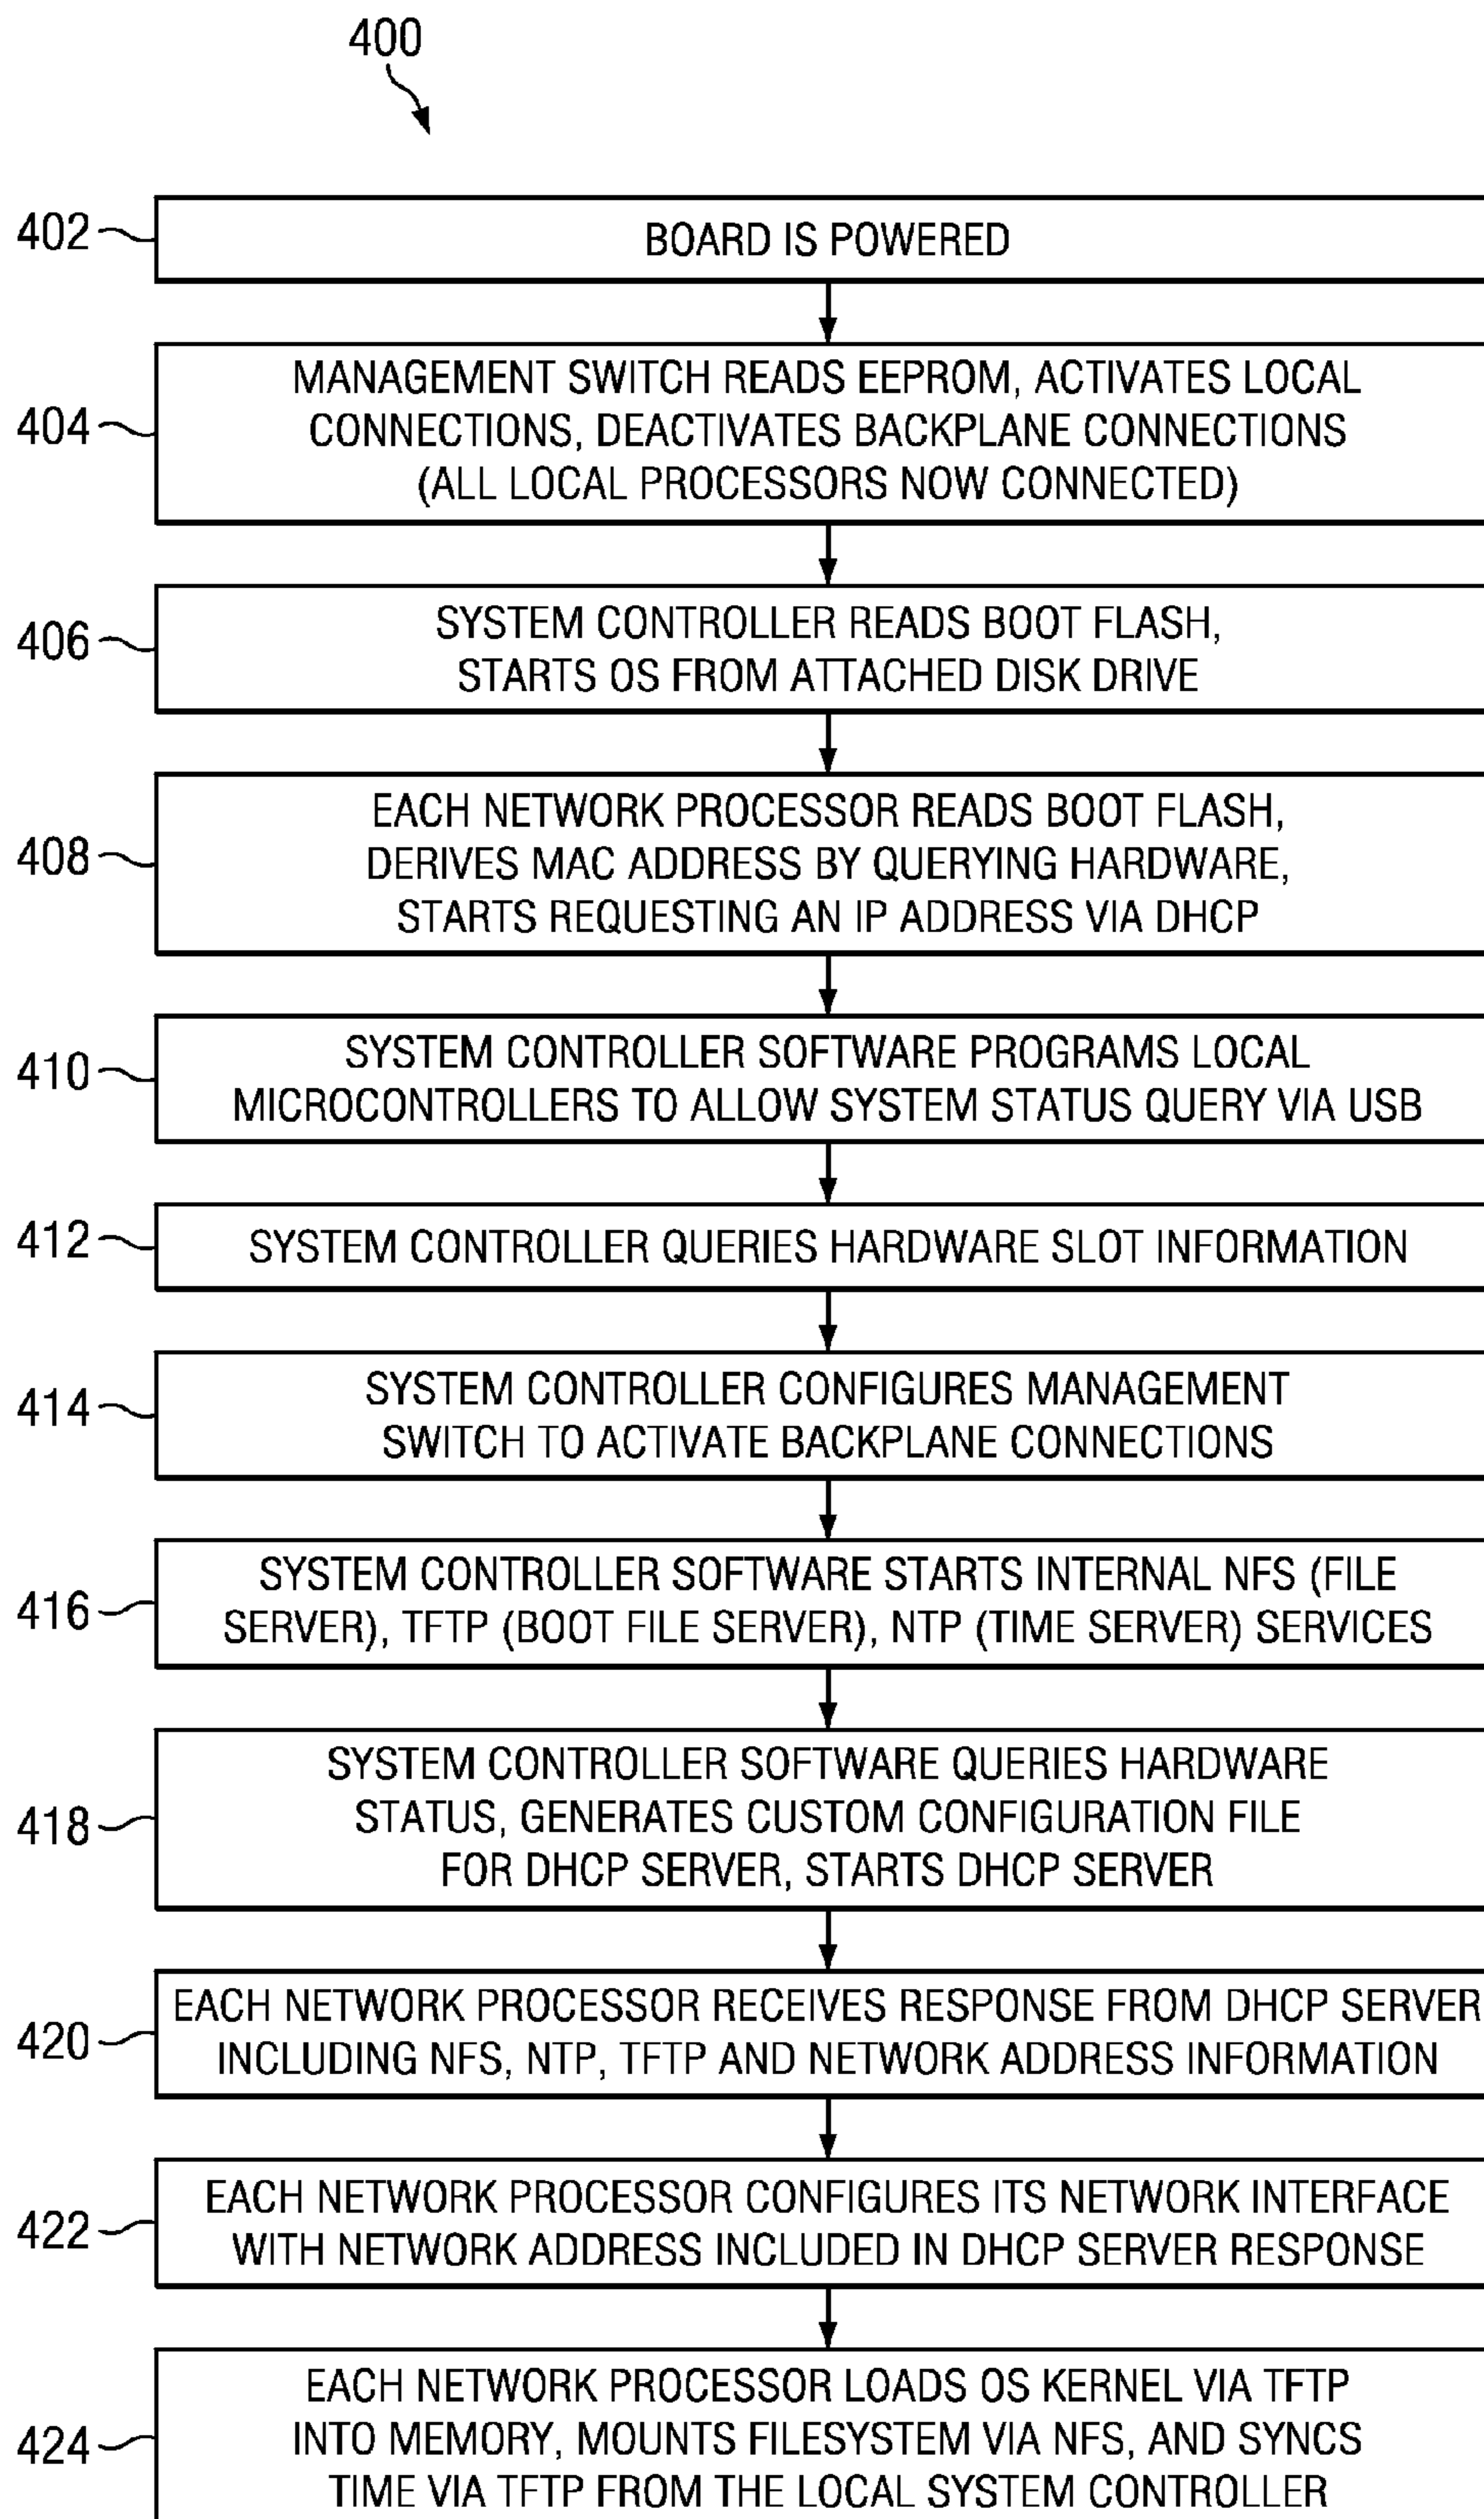 400
402
BOARD IS POWERED
404
MANAGEMENT SWITCH READS EEPROM, ACTIVATES LOCAL
CONNECTIONS, DEACTIVATES BACKPLANE CONNECTIONS
(ALL LOCAL PROCESSORS NOW CONNECTED)
406
SYSTEM CONTROLLER READS BOOT FLASH,
STARTS OS FROM ATTACHED DISK DRIVE
408
EACH NETWORK PROCESSOR READS BOOT FLASH,
DERIVES MAC ADDRESS BY QUERYING HARDWARE,
STARTS REQUESTING AN IP ADDRESS VIA DHCP
410
SYSTEM CONTROLLER SOFTWARE PROGRAMS LOCAL
MICROCONTROLLERS TO ALLOW SYSTEM STATUS QUERY VIA USB
412
SYSTEM CONTROLLER QUERIES HARDWARE SLOT INFORMATION
414
SYSTEM CONTROLLER CONFIGURES MANAGEMENT
SWITCH TO ACTIVATE BACKPLANE CONNECTIONS
416
SYSTEM CONTROLLER SOFTWARE STARTS INTERNAL NFS (FILE
SERVER), TFTP (BOOT FILE SERVER), NTP (TIME SERVER) SERVICES
418
SYSTEM CONTROLLER SOFTWARE QUERIES HARDWARE
STATUS, GENERATES CUSTOM CONFIGURATION FILE
FOR DHCP SERVER, STARTS DHCP SERVER
420
EACH NETWORK PROCESSOR RECEIVES RESPONSE FROM DHCP SERVER
INCLUDING NFS, NTP, TFTP AND NETWORK ADDRESS INFORMATION
422
EACH NETWORK PROCESSOR CONFIGURES ITS NETWORK INTERFACE
WITH NETWORK ADDRESS INCLUDED IN DHCP SERVER RESPONSE
424
EACH NETWORK PROCESSOR LOADS OS KERNEL VIA TFTP
INTO MEMORY, MOUNTS FILESYSTEM VIA NFS, AND SYNCS
TIME VIA TFTP FROM THE LOCAL SYSTEM CONTROLLER